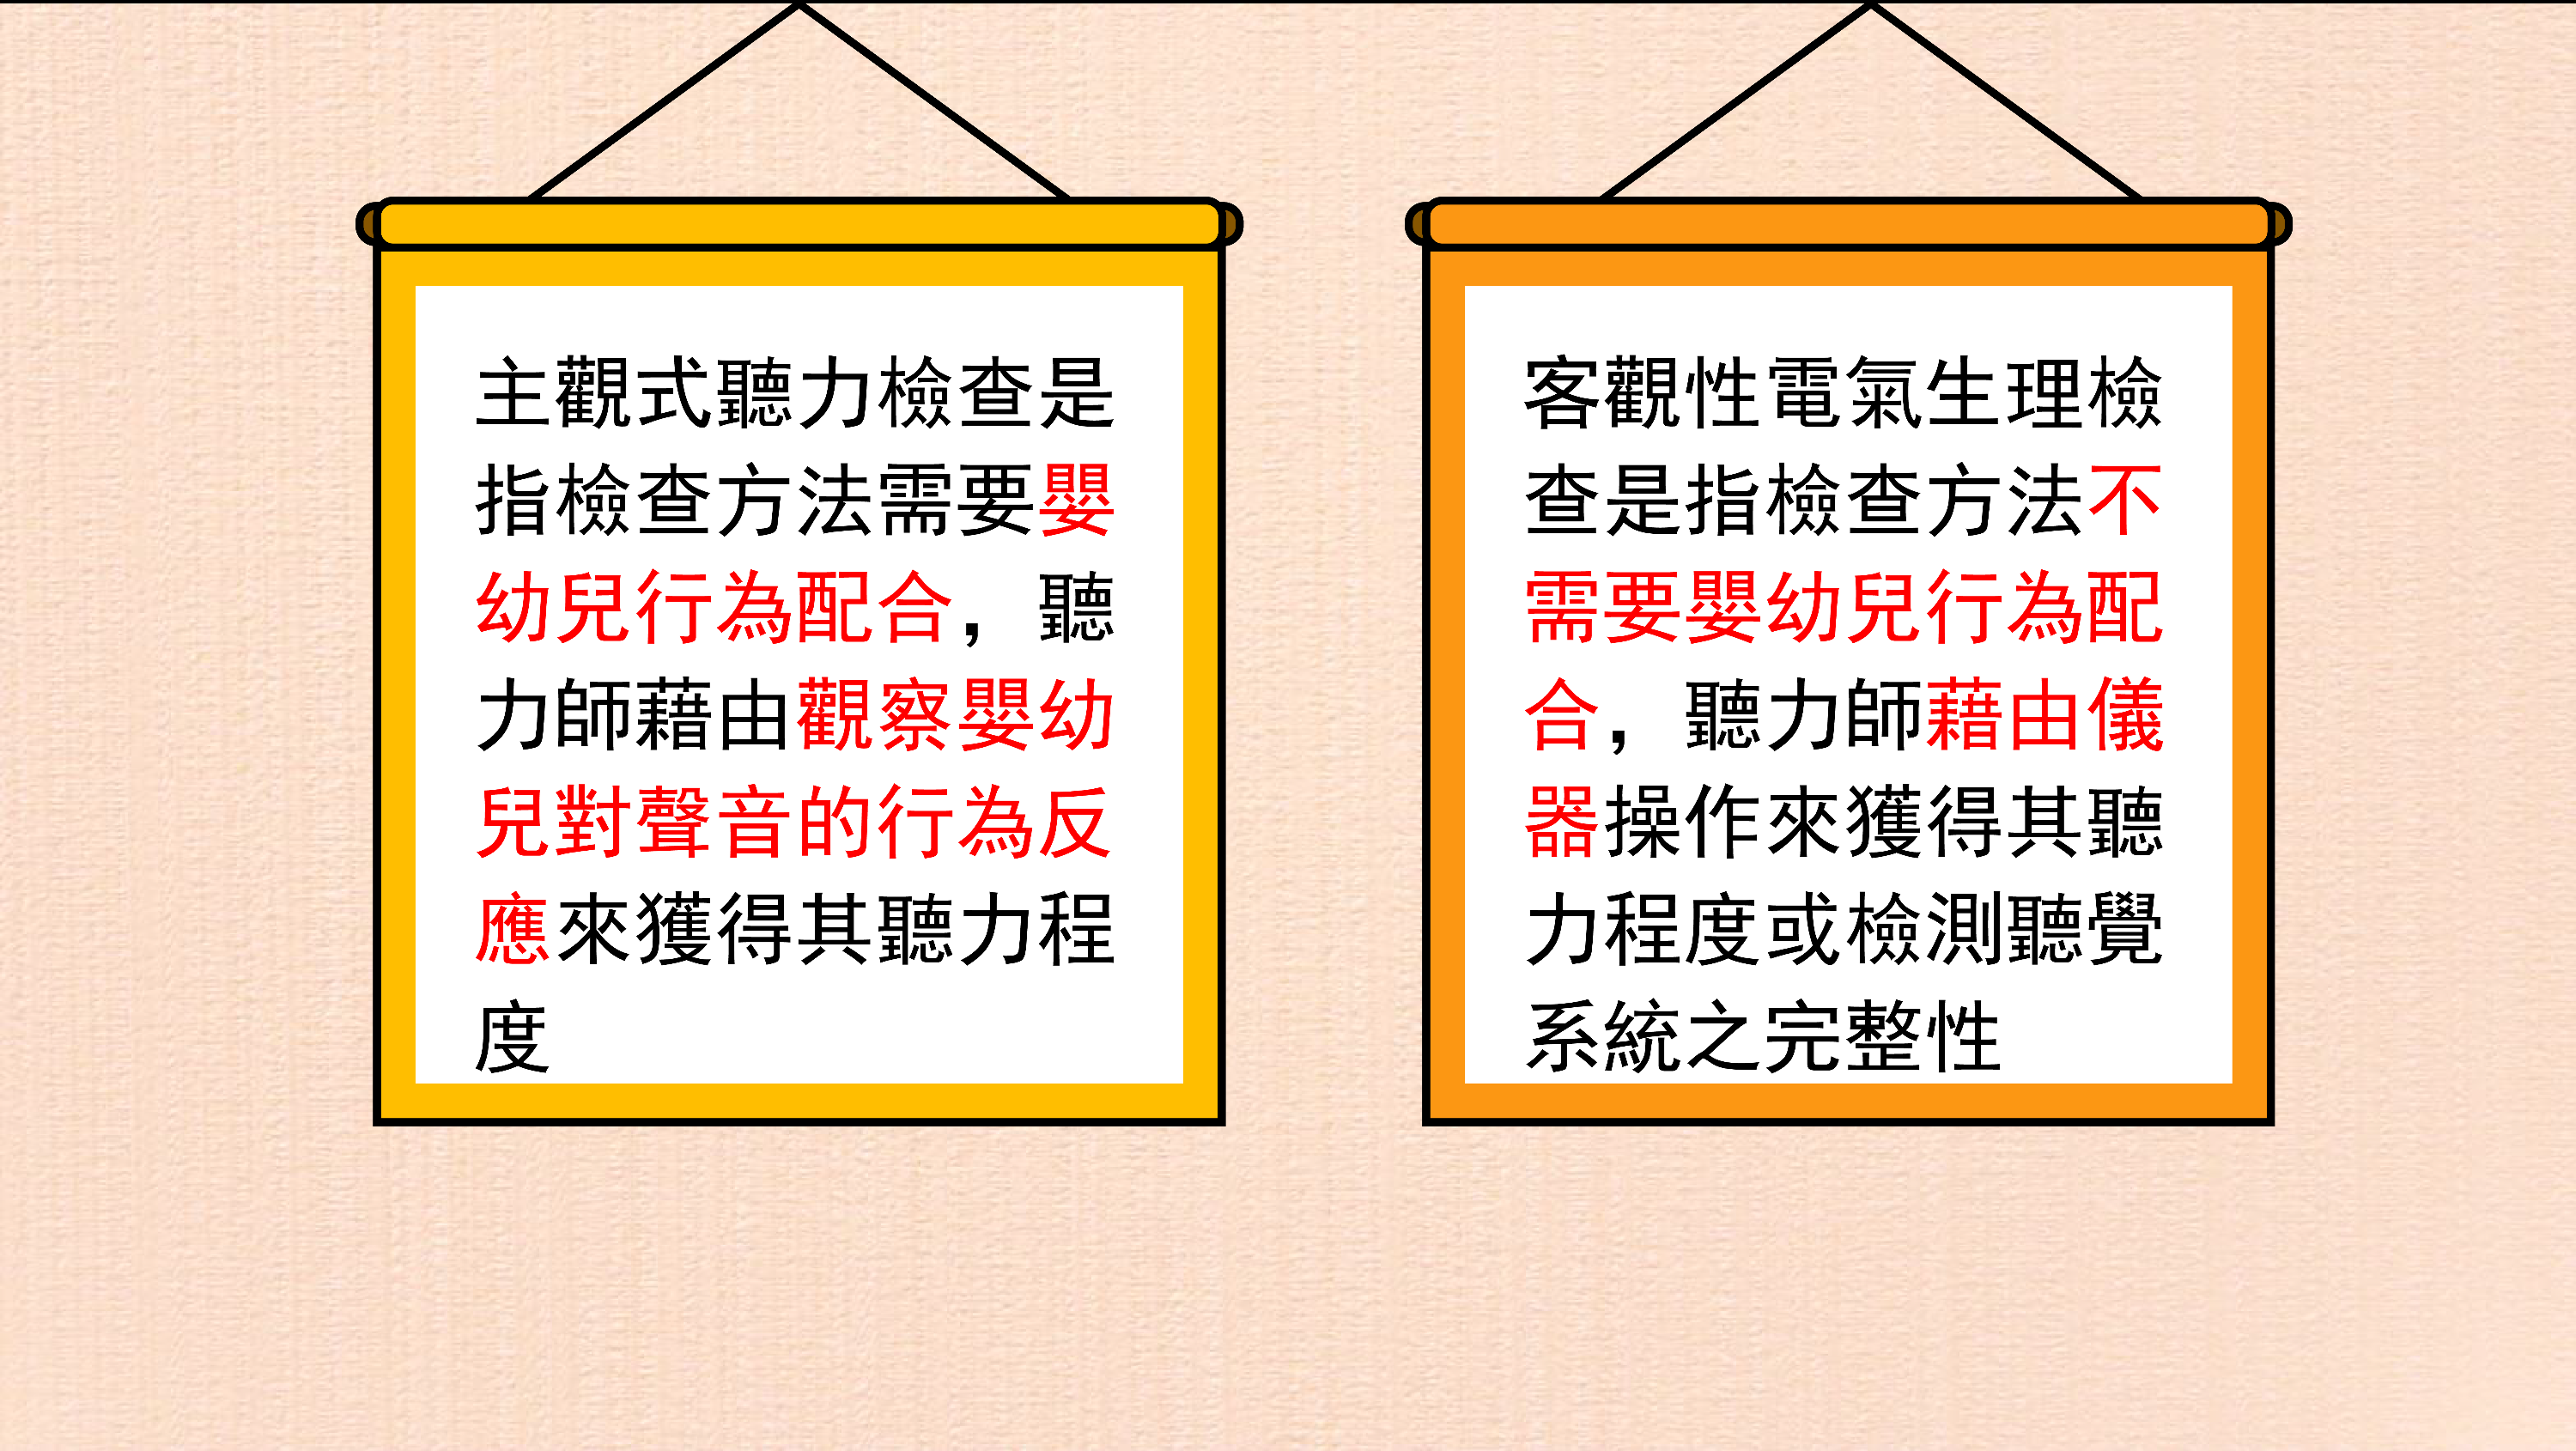 主觀式聽力檢查是
指檢查方法需要嬰
幼兒行為配合，聽
力師藉由觀察嬰幼
兒對聲音的行為反
應來獲得其聽力程
度
客觀性電氣生理檢
查是指檢查方法不
需要嬰幼兒行為配
合，聽力師藉由儀
器操作來獲得其聽
力程度或檢測聽覺
系統之完整性